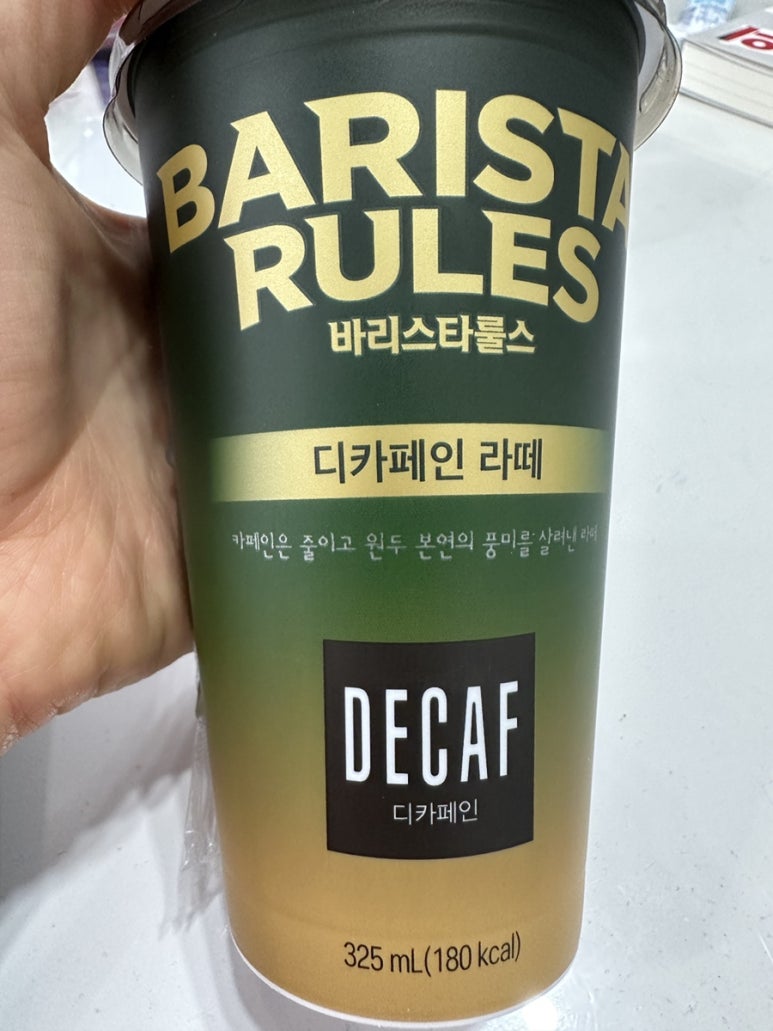 BARISTA
RULES
바리스타룰스
디카페인 라떼
카페인은 줄이고 원두 본연의 풍미를 살려낸 라떼
DECAF
디카페인
325 mL(180 kcal)